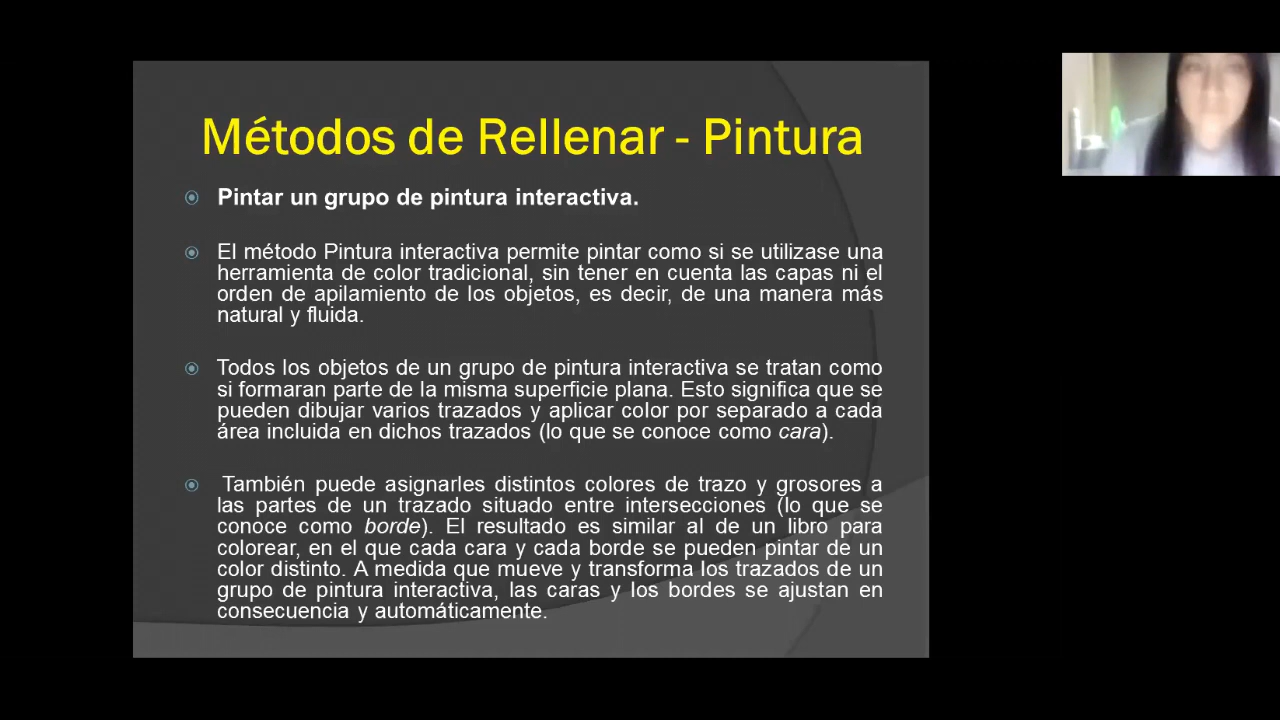 Métodos de Rellenar - Pintura
Pintar un grupo de pintura interactiva.
El método Pintura interactiva permite pintar como si se utilizase una
herramienta de color tradicional, sin tener en cuenta las capas ni el
orden de apilamiento de los objetos, es decir, de una manera más
natural y fluida.
Todos los objetos de un grupo de pintura interactiva se tratan como
si formaran parte de la misma superficie plana. Esto significa que se
pueden dibujar varios trazados y aplicar color por separado a cada
área incluida en dichos trazados (lo que se conoce como cara).
También puede asignarles distintos colores de trazo y grosores a
las partes de un trazado situado entre intersecciones (lo que se
conoce como borde). El resultado es similar al de un libro para
colorear, en el que cada cara y cada borde se pueden pintar de un
color distinto. A medida que mueve y transforma los trazados de un
grupo de pintura interactiva, las caras y los bordes se ajustan en
consecuencia y automáticamente.